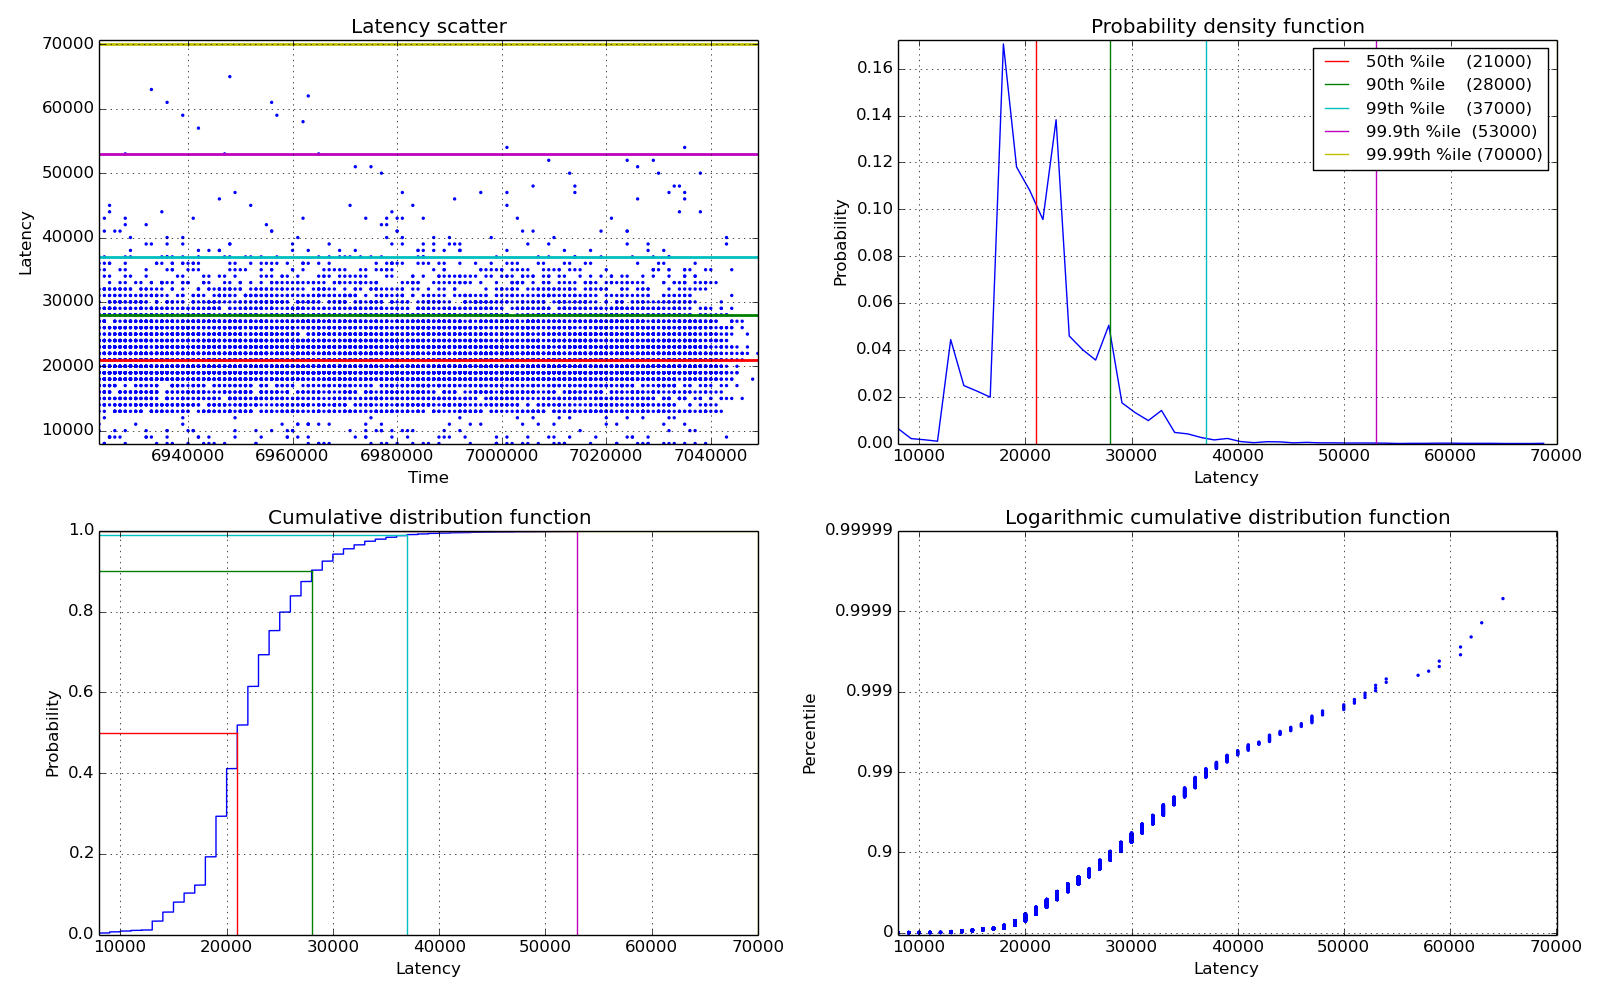 Latency scatter
70000
60000
50000
40000
30000
20000
10000
Latency
6940000 6960000 6980000 7000000 7020000 7040000
Time
Probability density function
0.16
0.14
0.12
0.10
0.08
0.06
0.04
0.02
0.00
Probability
50th %ile (21000)
90th %ile (28000)
99th %ile (37000)
99.9th %ile (53000)
99.99th %ile (70000)
10000 20000 30000 40000 50000 60000 70000
Latency
Cumulative distribution function
1.0
0.8
0.6
0.4
0.2
0.0
Probability
10000 20000 30000 40000 50000 60000 70000
Latency
Logarithmic cumulative distribution function
0.99999
0.9999
0.999
0.99
0.9
0
Percentile
10000 20000 30000 40000 50000 60000 70000
Latency